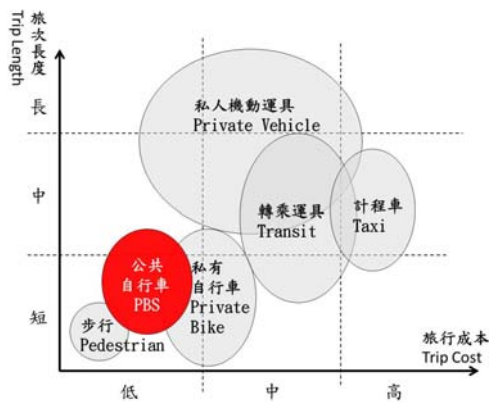 旅次長度
Trip Length
長
中
短
私人機動運具
Private Vehicle
轉乘運具
Transit
計程車
Taxi
公共
自行車
PBS
私有
自行車
Private
Bike
步行
Pedestrian
旅行成本
Trip Cost
低
中
高